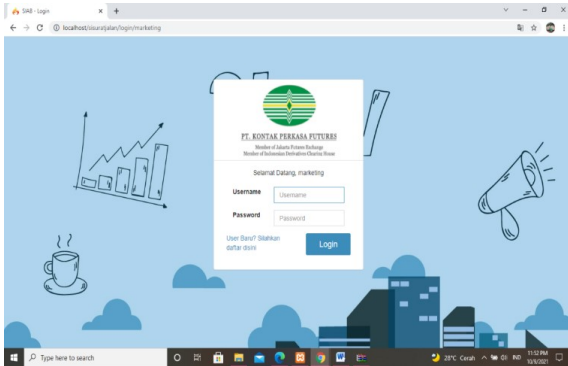 SIAB - Login
localhost/sisuratjalan/login/marketing
PT. KONTAK PERKASA FUTURES
Member of Jakarta Futures Exchange
Member of Indonesian Derivatives Clearing House
Selamat Datang, marketing
Username
Username
Password
Password
User Baru? Silahkan
daftar disini
Login
Type here to search
28°C Cerah
IND
11:52 PM
10/9/2021